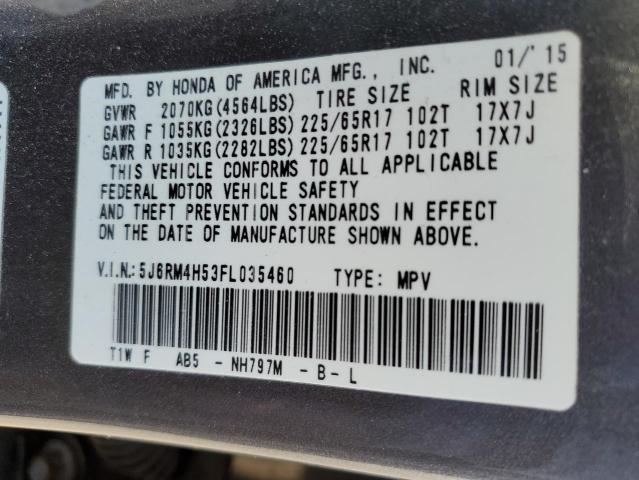 MFD. BY HONDA OF AMERICA MFG., INC. 01/'15
GVWR 2070KG(4564LBS) TIRE SIZE RIM SIZE
GAWR F 1055KG(2326LBS) 225/65R17 102T 17X7J
GAWR R 1035KG(2282LBS) 225/65R17 102T 17X7J
THIS VEHICLE CONFORMS TO ALL APPLICABLE
FEDERAL MOTOR VEHICLE SAFETY
AND THEFT PREVENTION STANDARDS IN EFFECT
ON THE DATE OF MANUFACTURE SHOWN ABOVE.
V.I.N.: 5J6RM4H53FL035460 TYPE: MPV
T1W F AB5 - NH797M - B - L